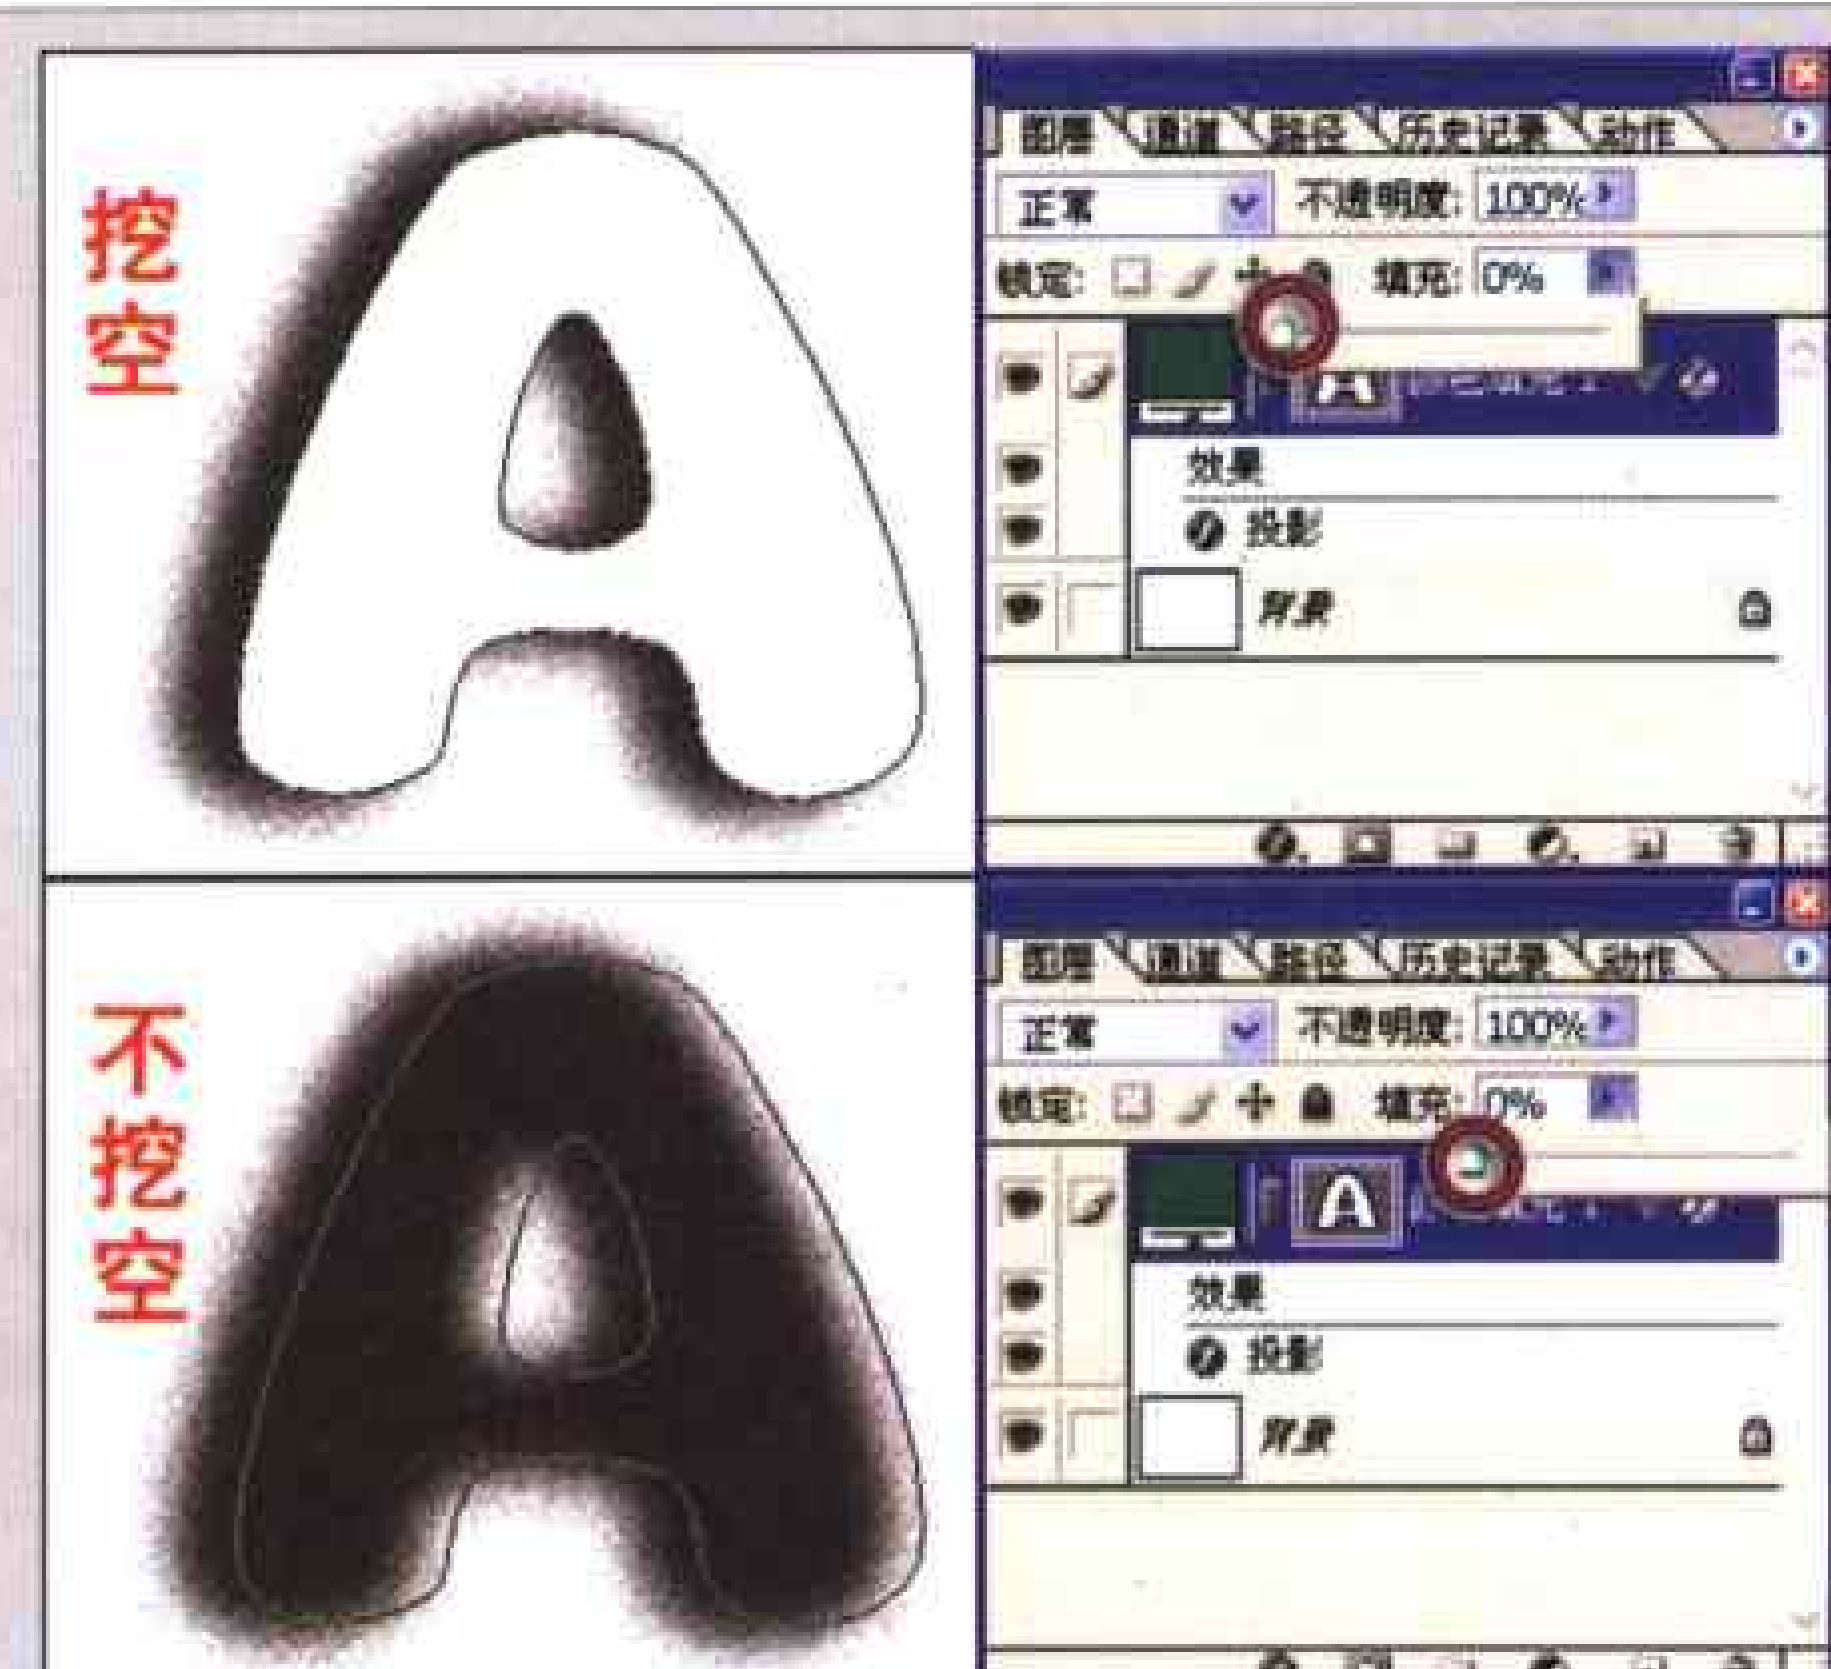 挖空
图层 通道 路径 历史记录 动作
正常 不透明度: 100%
锁定: 填充: 0%
A
效果
投影
背景
不挖空
图层 通道 路径 历史记录 动作
正常 不透明度: 100%
锁定: 填充: 0%
A
效果
投影
背景